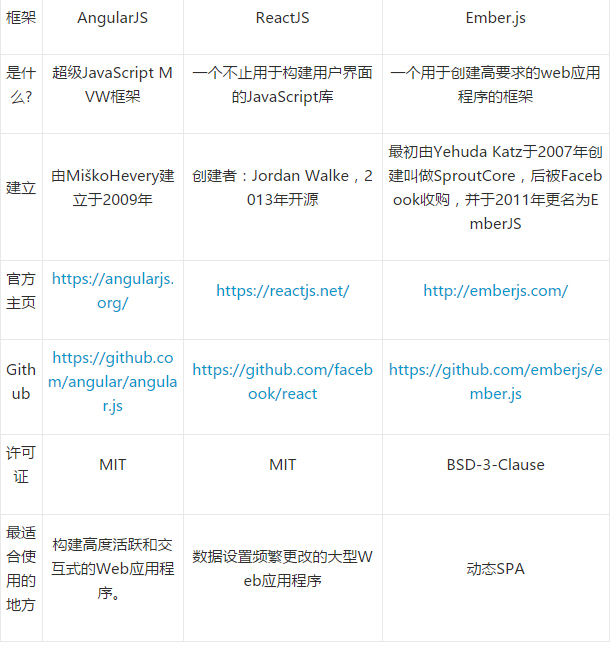 框架 AngularJS ReactJS Ember.js
是什
么?
超级JavaScript M
VW框架
一个不止用于构建用户界面
的JavaScript库
一个用于创建高要求的web应用
程序的框架
建立
由MiškoHevery建
立于2009年
创建者：Jordan Walke，2
013年开源
最初由Yehuda Katz于2007年创
建叫做SproutCore，后被Faceb
ook收购，并于2011年更名为E
mberJS
官方
主页
https://angularjs.
org/
https://reactjs.net/
http://emberjs.com/
Gith
ub
https://github.co
m/angular/angula
r.js
https://github.com/faceb
ook/react
https://github.com/emberjs/e
mber.js
许可
证
MIT
MIT
BSD-3-Clause
最适
合使
用的
地方
构建高度活跃和交
互式的Web应用程
序。
数据设置频繁更改的大型W
eb应用程序
动态SPA